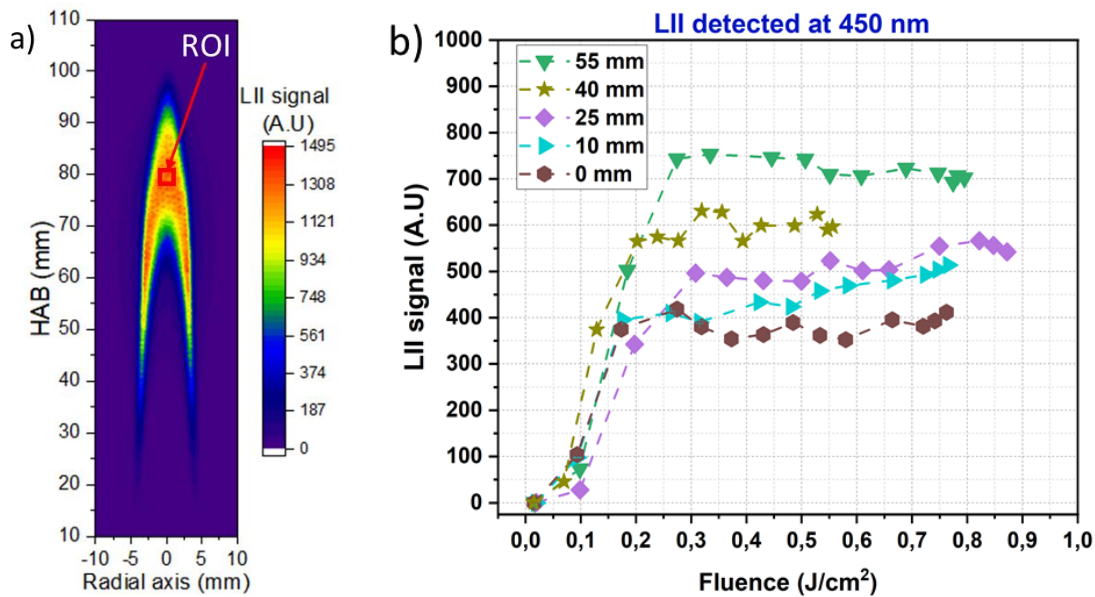 a)
ROI
LII signal
(A.U)
1495
1308
1121
934
748
561
374
187
0
HAB (mm)
110
100
90
80
70
60
50
40
30
20
10
-10 -5 0 5 10
Radial axis (mm)
b)
LII detected at 450 nm
55 mm
40 mm
25 mm
10 mm
0 mm
LII signal (A.U)
1000
900
800
700
600
500
400
300
200
100
0
0,0 0,1 0,2 0,3 0,4 0,5 0,6 0,7 0,8 0,9 1,0
Fluence (J/cm²)